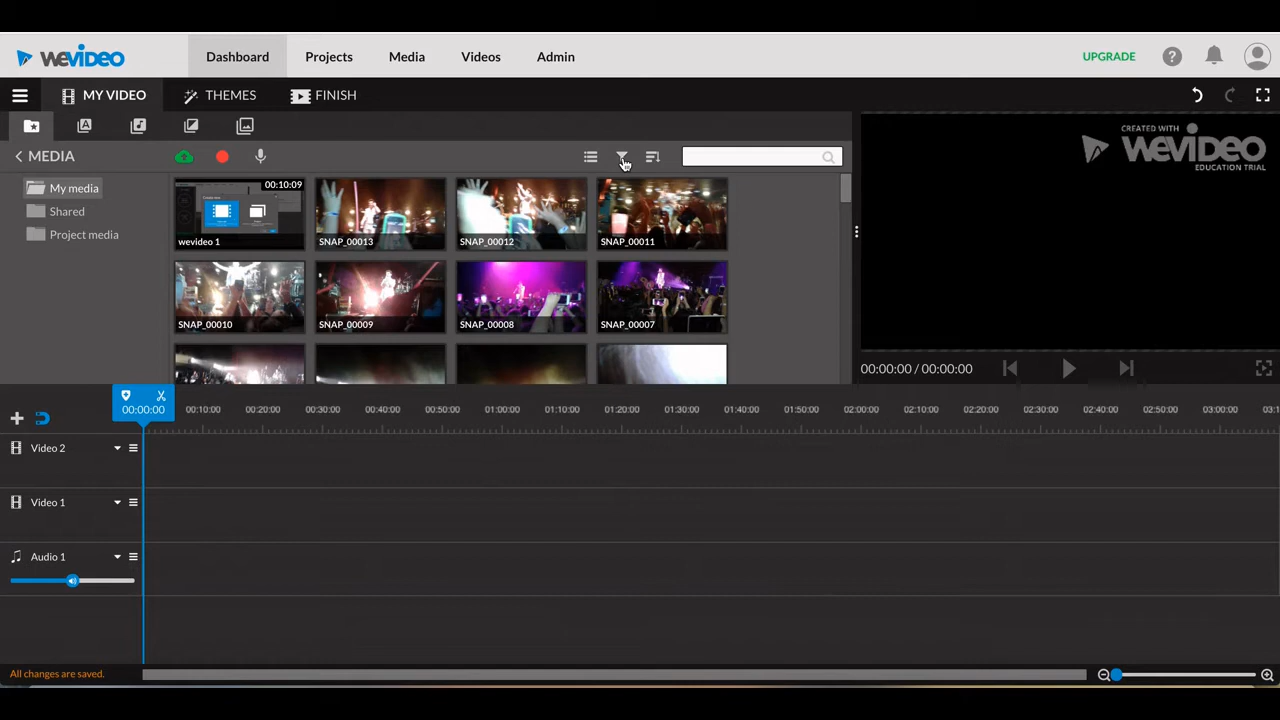 WEVIDEO Dashboard Projects Media Videos Admin UPGRADE
MY VIDEO THEMES FINISH
MEDIA
My media
Shared
Project media
00:10:09
wevideo 1 SNAP_00013 SNAP_00012 SNAP_00011
SNAP_00010 SNAP_00009 SNAP_00008 SNAP_00007
CREATED WITH
WEVIDEO
EDUCATION TRIAL
00:00:00 / 00:00:00
00:00:00 00:10:00 00:20:00 00:30:00 00:40:00 00:50:00 01:00:00 01:10:00 01:20:00 01:30:00 01:40:00 01:50:00 02:00:00 02:10:00 02:20:00 02:30:00 02:40:00 02:50:00 03:00:00 03:1
Video 2
Video 1
Audio 1
All changes are saved.